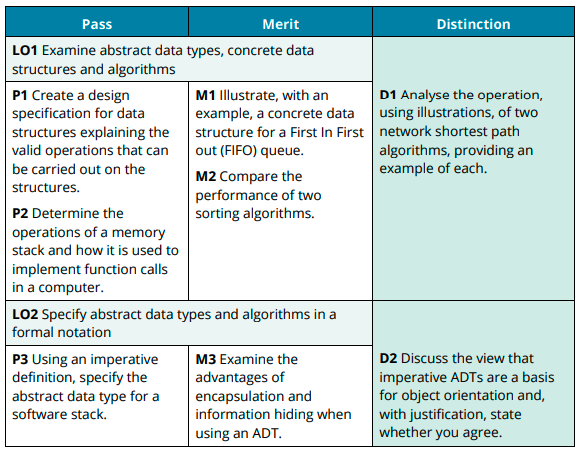 Pass
Merit
Distinction
LO1 Examine abstract data types, concrete data
structures and algorithms
P1 Create a design
specification for data
structures explaining the
valid operations that can
be carried out on the
structures.
P2 Determine the
operations of a memory
stack and how it is used to
implement function calls
in a computer.
M1 Illustrate, with an
example, a concrete data
structure for a First In First
out (FIFO) queue.
M2 Compare the
performance of two
sorting algorithms.
D1 Analyse the operation,
using illustrations, of two
network shortest path
algorithms, providing an
example of each.
LO2 Specify abstract data types and algorithms in a
formal notation
P3 Using an imperative
definition, specify the
abstract data type for a
software stack.
M3 Examine the
advantages of
encapsulation and
information hiding when
using an ADT.
D2 Discuss the view that
imperative ADTs are a basis
for object orientation and,
with justification, state
whether you agree.